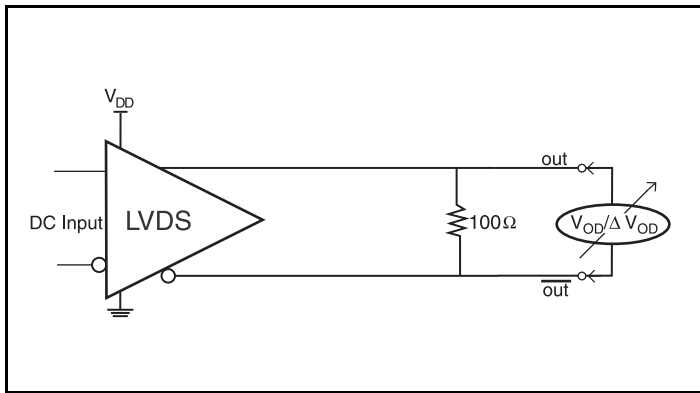 V_DD
out
DC Input
LVDS
100Ω
V_OD/Δ V_OD
out